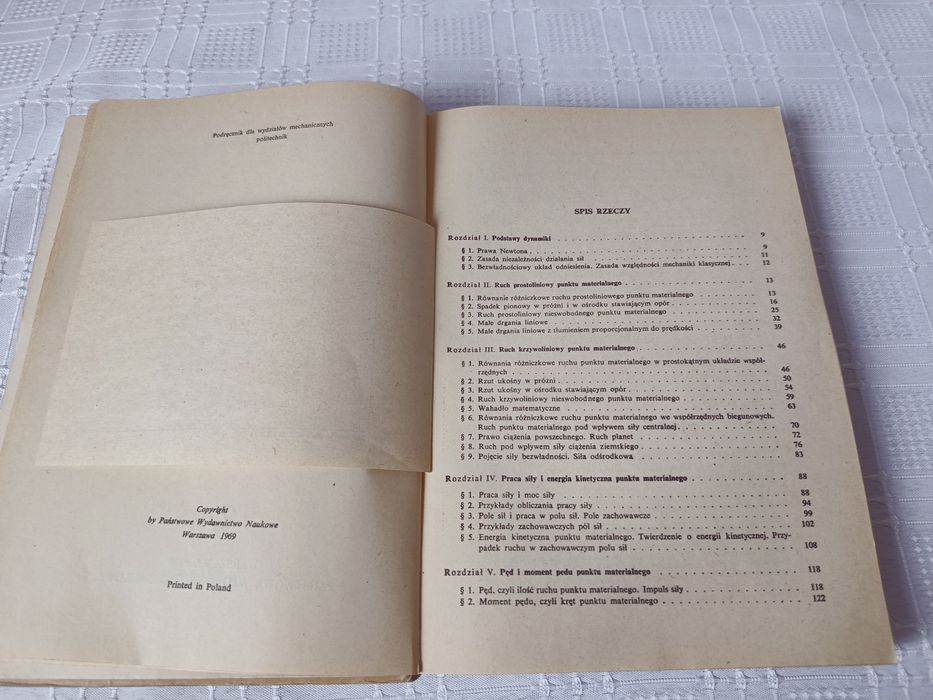 Podręcznik dla wydziałów mechanicznych
politechnik
Copyright
by Państwowe Wydawnictwo Naukowe
Warszawa 1969
Printed in Poland
SPIS RZECZY
Rozdział I. Podstawy dynamiki . . . . . . . . . . 9
§ 1. Prawa Newtona . . . . . . . . . . 9
§ 2. Zasada niezależności działania sił . . . . . . . . . . 11
§ 3. Bezwładnościowy układ odniesienia. Zasada względności mechaniki klasycznej . . . 12
Rozdział II. Ruch prostoliniowy punktu materialnego . . . . . . . . . . 13
§ 1. Równanie różniczkowe ruchu prostoliniowego punktu materialnego . . . . . . . . . . 13
§ 2. Spadek pionowy w próżni i w ośrodku stawiającym opór . . . . . . . . . . 16
§ 3. Ruch prostoliniowy nieswobodnego punktu materialnego . . . . . . . . . . 25
§ 4. Małe drgania liniowe . . . . . . . . . . 32
§ 5. Małe drgania liniowe z tłumieniem proporcjonalnym do prędkości . . . . . . . . . . 39
Rozdział III. Ruch krzywoliniowy punktu materialnego . . . . . . . . . . 46
§ 1. Równania różniczkowe ruchu punktu materialnego w prostokątnym układzie współ-
rzędnych . . . . . . . . . . 46
§ 2. Rzut ukośny w próżni . . . . . . . . . . 50
§ 3. Rzut ukośny w ośrodku stawiającym opór . . . . . . . . . . 54
§ 4. Ruch krzywoliniowy nieswobodnego punktu materialnego . . . . . . . . . . 59
§ 5. Wahadło matematyczne . . . . . . . . . . 63
§ 6. Równania różniczkowe ruchu punktu materialnego we współrzędnych biegunowych.
Ruch punktu materialnego pod wpływem siły centralnej . . . . . . . . . . 70
§ 7. Prawo ciążenia powszechnego. Ruch planet . . . . . . . . . . 72
§ 8. Ruch pod wpływem siły ciążenia ziemskiego . . . . . . . . . . 76
§ 9. Pojęcie siły bezwładności. Siła odśrodkowa . . . . . . . . . . 83
Rozdział IV. Praca siły i energia kinetyczna punktu materialnego . . . . . . . . . . 88
§ 1. Praca siły i moc siły . . . . . . . . . . 88
§ 2. Przykłady obliczania pracy siły . . . . . . . . . . 94
§ 3. Pole sił i praca w polu sił. Pole zachowawcze . . . . . . . . . . 99
§ 4. Przykłady zachowawczych pól sił . . . . . . . . . . 102
§ 5. Energia kinetyczna punktu materialnego. Twierdzenie o energii kinetycznej. Przy-
padek ruchu w zachowawczym polu sił . . . . . . . . . . 108
Rozdział V. Pęd i moment pędu punktu materialnego . . . . . . . . . . 118
§ 1. Pęd, czyli ilość ruchu punktu materialnego. Impuls siły . . . . . . . . . . 118
§ 2. Moment pędu, czyli kręt punktu materialnego . . . . . . . . . . 122